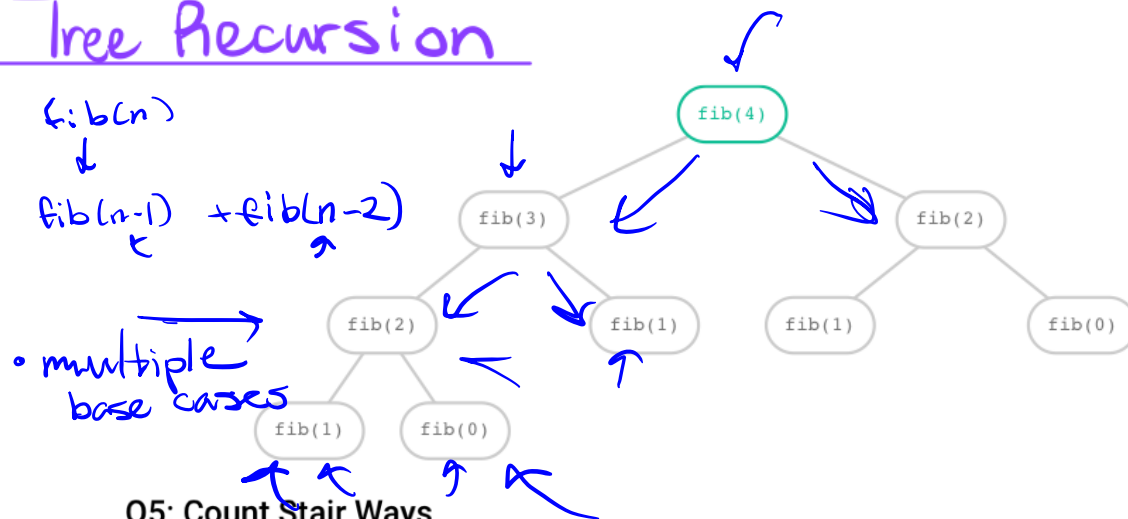 Tree Recursion
fib(n)
fib(4)
fib(n-1) + fib(n-2)
fib(3)
fib(2)
fib(2)
fib(1)
fib(1)
fib(0)
• multiple
base cases
fib(1)
fib(0)
Q5: Count Stair Ways